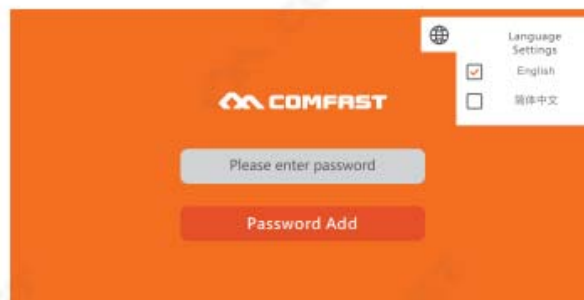 Language
Settings
English
简体中文
COMFAST
Please enter password
Password Add